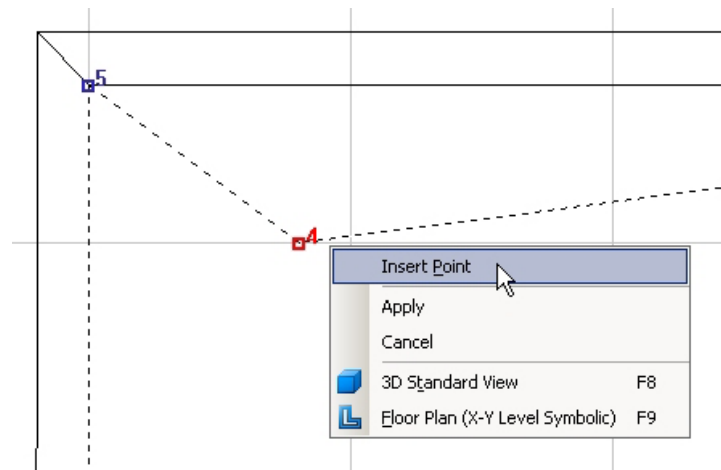 5
4
Insert Point
Apply
Cancel
3D Standard View F8
Floor Plan (X-Y Level Symbolic) F9